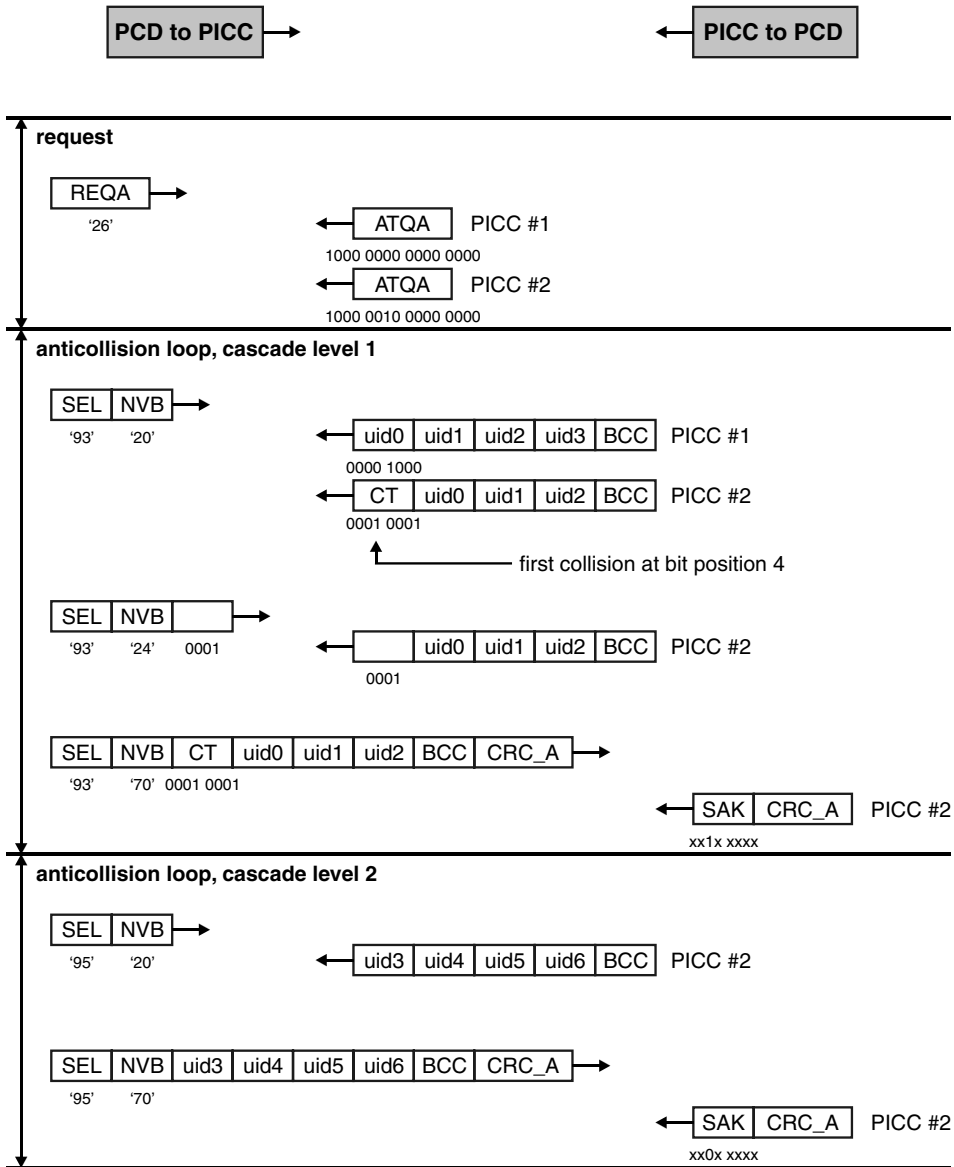 PCD to PICC PICC to PCD
request
REQA
‘26’
ATQA PICC #1
1000 0000 0000 0000
ATQA PICC #2
1000 0010 0000 0000
anticollision loop, cascade level 1
SEL NVB
‘93’ ‘20’
uid0 uid1 uid2 uid3 BCC PICC #1
0000 1000
CT uid0 uid1 uid2 BCC PICC #2
0001 0001
first collision at bit position 4
SEL NVB
‘93’ ‘24’ 0001
uid0 uid1 uid2 BCC PICC #2
0001
SEL NVB CT uid0 uid1 uid2 BCC CRC_A
‘93’ ‘70’ 0001 0001
SAK CRC_A PICC #2
xx1x xxxx
anticollision loop, cascade level 2
SEL NVB
‘95’ ‘20’
uid3 uid4 uid5 uid6 BCC PICC #2
SEL NVB uid3 uid4 uid5 uid6 BCC CRC_A
‘95’ ‘70’
SAK CRC_A PICC #2
xx0x xxxx